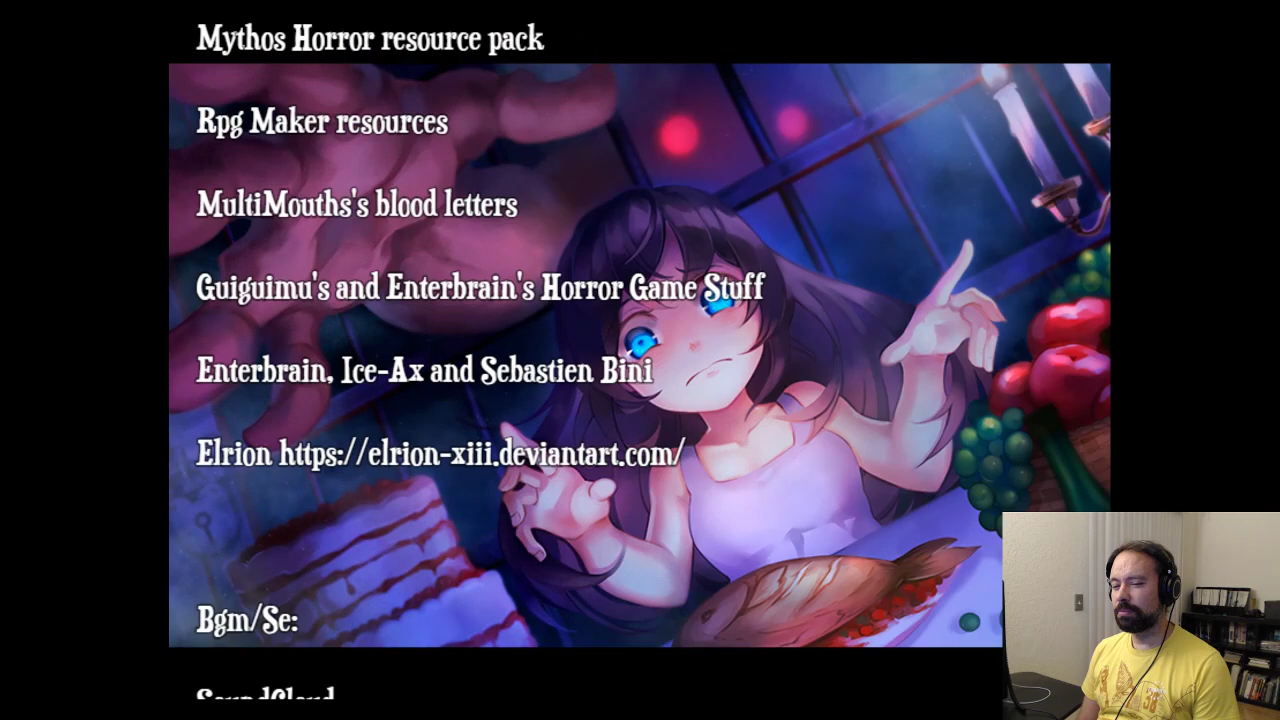 Mythos Horror resource pack
Rpg Maker resources
MultiMouths's blood letters
Guiguimu's and Enterbrain's Horror Game Stuff
Enterbrain, Ice-Ax and Sebastien Bini
Elrion https://elrion-xiii.deviantart.com/
Bgm/Se:
SoundCloud